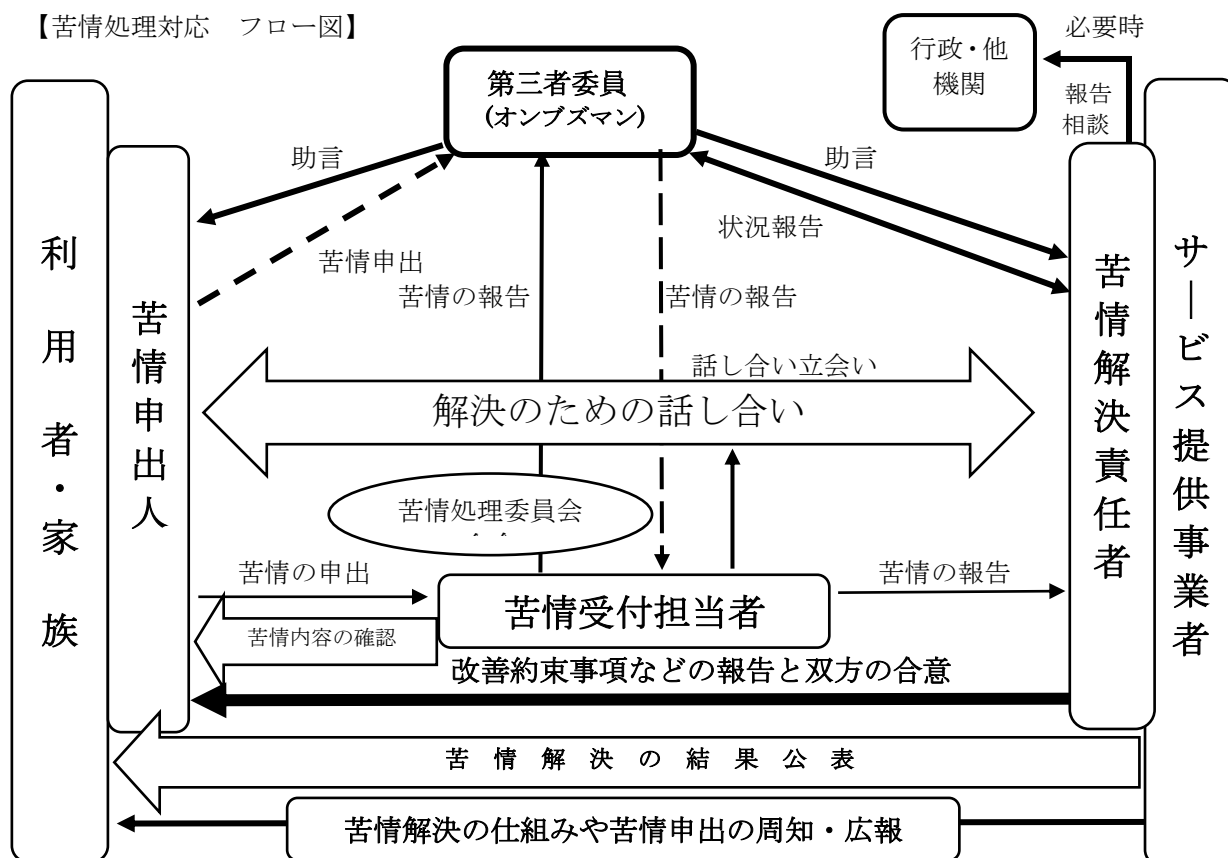 【苦情処理対応　フロー図】
必要時
行政・他
機関
第三者委員
(オンブズマン)
報告
相談
助言
助言
状況報告
苦情申出
苦情の報告
苦情の報告
利用者・家族
苦情申出人
苦情解決責任者
サービス提供事業者
話し合い立会い
解決のための話し合い
苦情処理委員会
苦情の申出
苦情の報告
苦情受付担当者
苦情内容の確認
改善約束事項などの報告と双方の合意
苦情解決の結果公表
苦情解決の仕組みや苦情申出の周知・広報